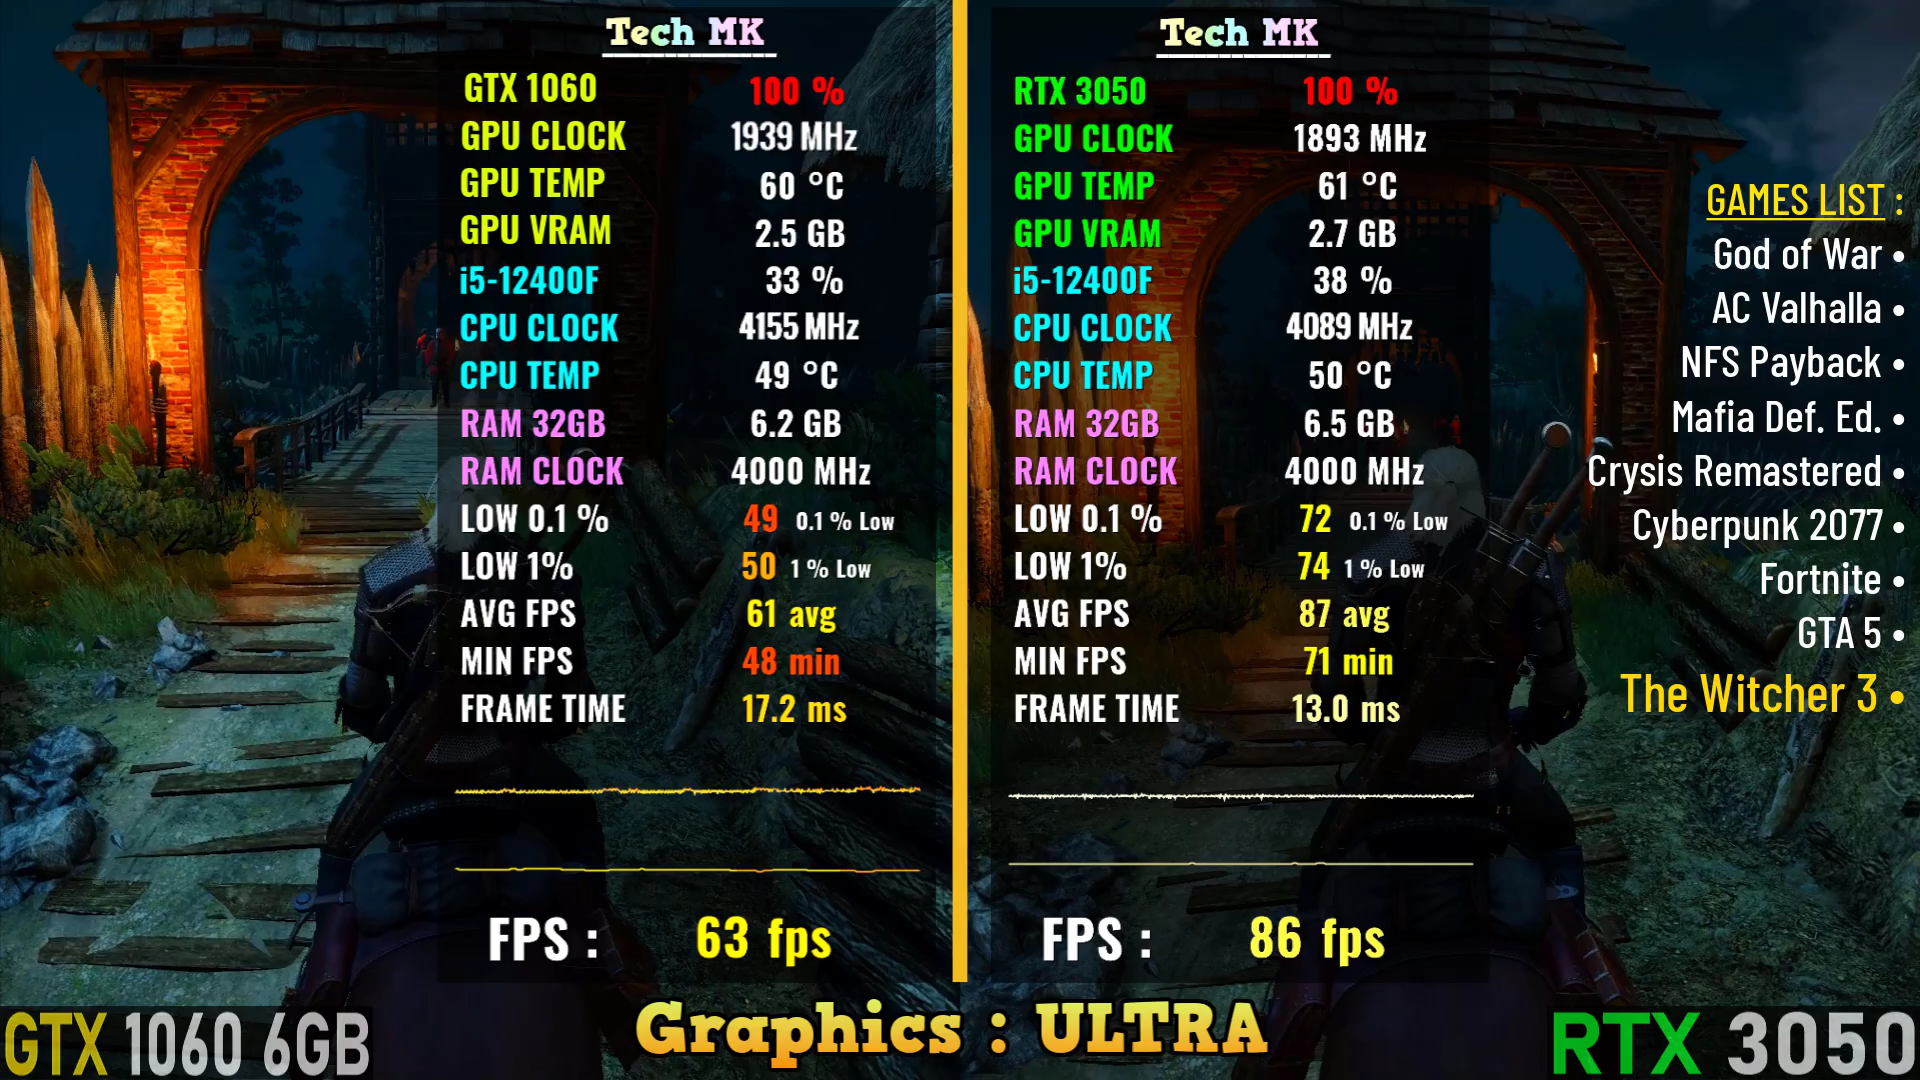 Tech MK
GTX 1060 100 %
GPU CLOCK 1939 MHz
GPU TEMP 60 °C
GPU VRAM 2.5 GB
i5-12400F 33 %
CPU CLOCK 4155 MHz
CPU TEMP 49 °C
RAM 32GB 6.2 GB
RAM CLOCK 4000 MHz
LOW 0.1 % 49 0.1 % Low
LOW 1% 50 1 % Low
AVG FPS 61 avg
MIN FPS 48 min
FRAME TIME 17.2 ms
FPS : 63 fps
Tech MK
RTX 3050 100 %
GPU CLOCK 1893 MHz
GPU TEMP 61 °C
GPU VRAM 2.7 GB
i5-12400F 38 %
CPU CLOCK 4089 MHz
CPU TEMP 50 °C
RAM 32GB 6.5 GB
RAM CLOCK 4000 MHz
LOW 0.1 % 72 0.1 % Low
LOW 1% 74 1 % Low
AVG FPS 87 avg
MIN FPS 71 min
FRAME TIME 13.0 ms
FPS : 86 fps
GAMES LIST :
God of War •
AC Valhalla •
NFS Payback •
Mafia Def. Ed. •
Crysis Remastered •
Cyberpunk 2077 •
Fortnite •
GTA 5 •
The Witcher 3 •
GTX 1060 6GB
Graphics : ULTRA
RTX 3050